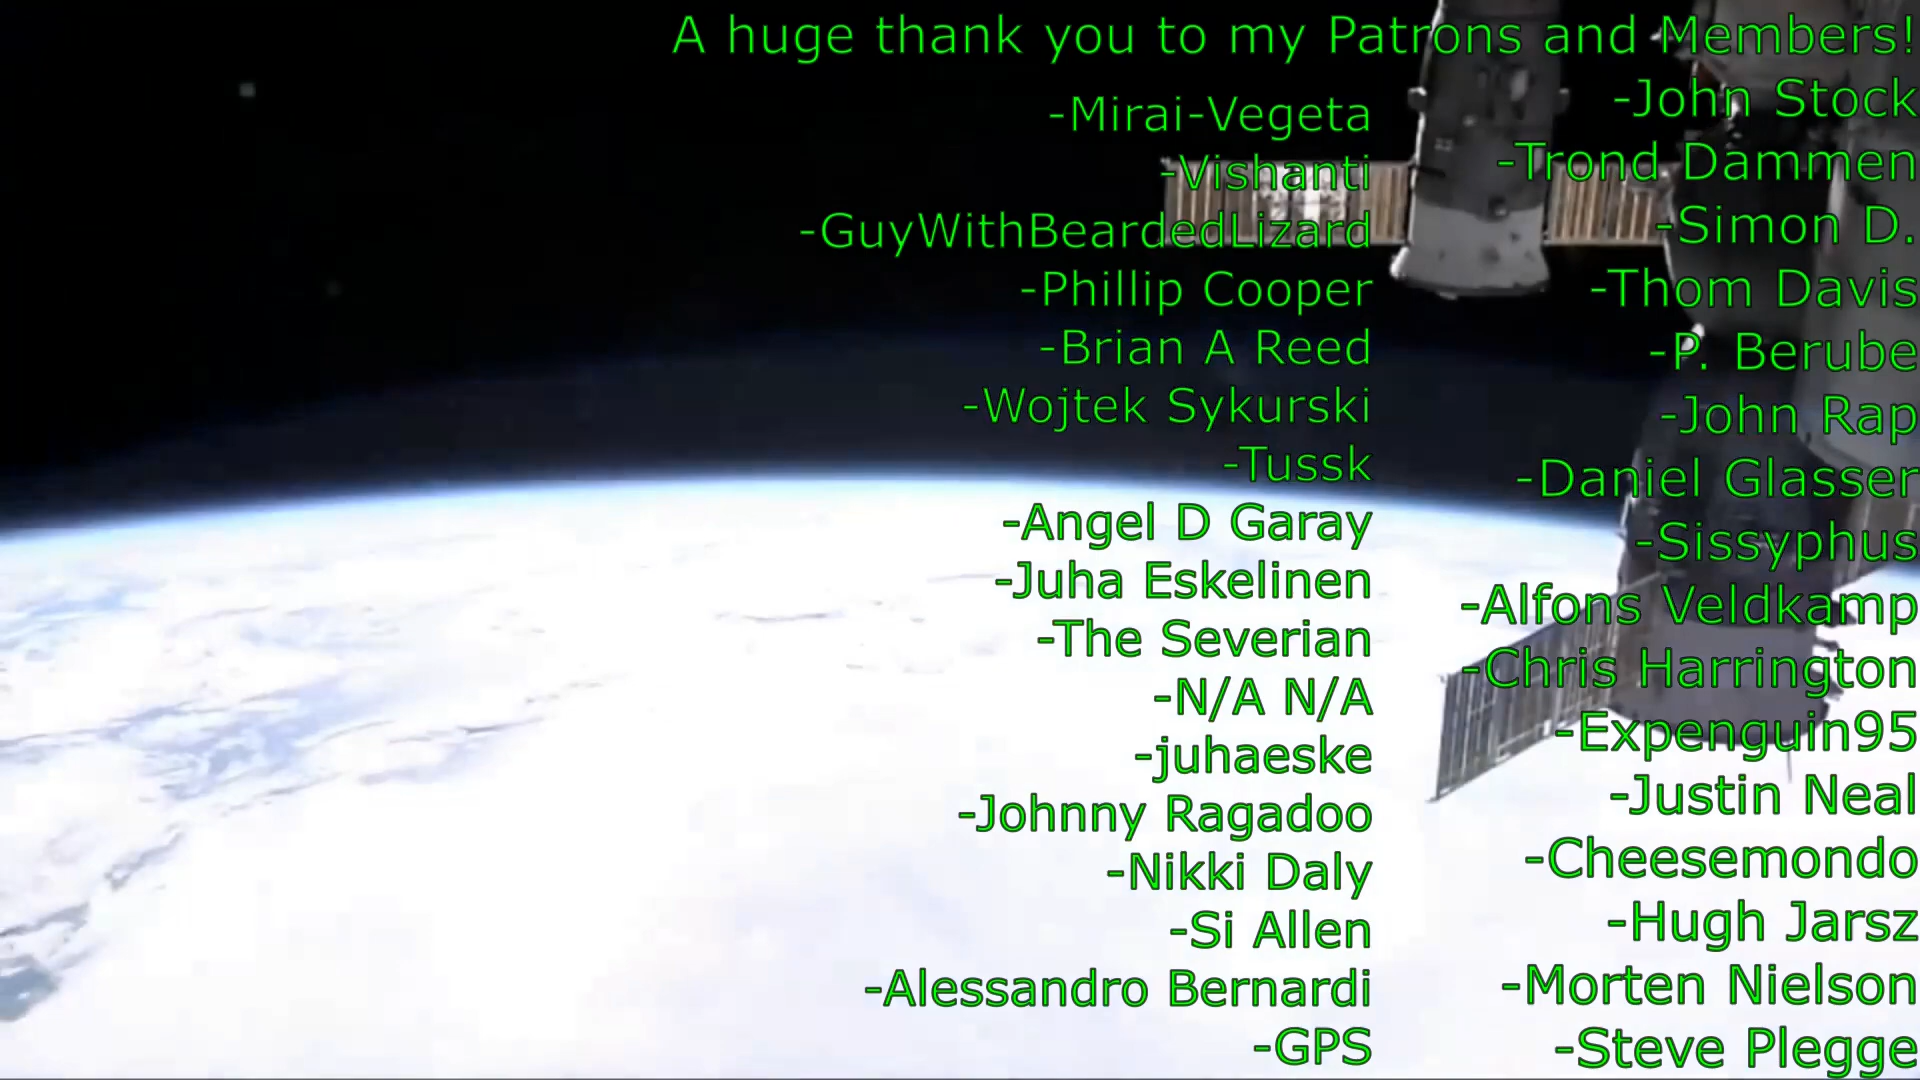 A huge thank you to my Patrons and Members!
-Mirai-Vegeta
-Vishanti
-GuyWithBeardedLizard
-Phillip Cooper
-Brian A Reed
-Wojtek Sykurski
-Tussk
-Angel D Garay
-Juha Eskelinen
-The Severian
-N/A N/A
-juhaeske
-Johnny Ragadoo
-Nikki Daly
-Si Allen
-Alessandro Bernardi
-GPS
-John Stock
-Trond Dammen
-Simon D.
-Thom Davis
-P. Berube
-John Rap
-Daniel Glasser
-Sissyphus
-Alfons Veldkamp
-Chris Harrington
-Expenguin95
-Justin Neal
-Cheesemondo
-Hugh Jarsz
-Morten Nielson
-Steve Plegge